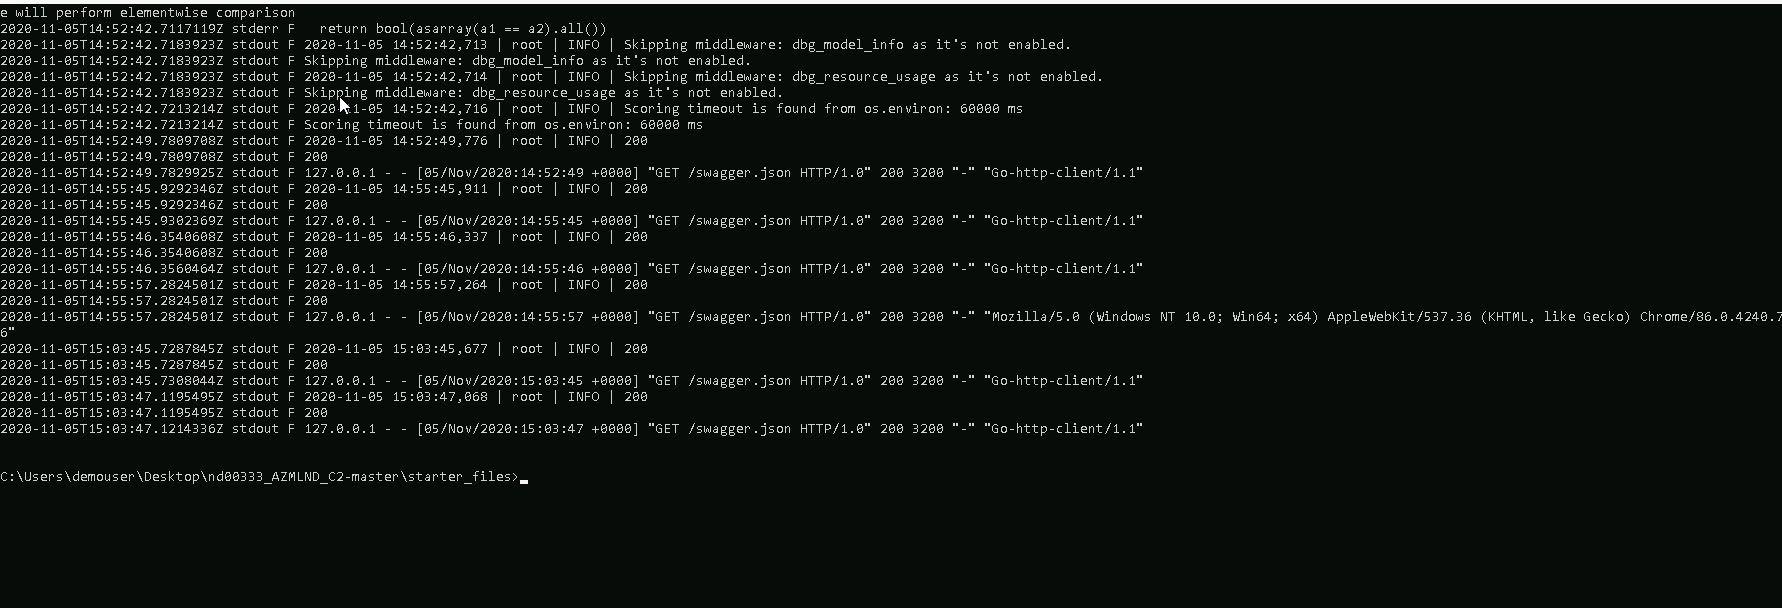 e will perform elementwise comparison
2020-11-05T14:52:42.7117119Z stderr F   return bool(asarray(a1 == a2).all())
2020-11-05T14:52:42.7183923Z stdout F 2020-11-05 14:52:42,713 | root | INFO | Skipping middleware: dbg_model_info as it's not enabled.
2020-11-05T14:52:42.7183923Z stdout F Skipping middleware: dbg_model_info as it's not enabled.
2020-11-05T14:52:42.7183923Z stdout F 2020-11-05 14:52:42,714 | root | INFO | Skipping middleware: dbg_resource_usage as it's not enabled.
2020-11-05T14:52:42.7183923Z stdout F Skipping middleware: dbg_resource_usage as it's not enabled.
2020-11-05T14:52:42.7213214Z stdout F 2020-11-05 14:52:42,716 | root | INFO | Scoring timeout is found from os.environ: 60000 ms
2020-11-05T14:52:42.7213214Z stdout F Scoring timeout is found from os.environ: 60000 ms
2020-11-05T14:52:49.7809708Z stdout F 2020-11-05 14:52:49,776 | root | INFO | 200
2020-11-05T14:52:49.7809708Z stdout F 200
2020-11-05T14:52:49.7829925Z stdout F 127.0.0.1 - - [05/Nov/2020:14:52:49 +0000] "GET /swagger.json HTTP/1.0" 200 3200 "-" "Go-http-client/1.1"
2020-11-05T14:55:45.9292346Z stdout F 2020-11-05 14:55:45,911 | root | INFO | 200
2020-11-05T14:55:45.9292346Z stdout F 200
2020-11-05T14:55:45.9302369Z stdout F 127.0.0.1 - - [05/Nov/2020:14:55:45 +0000] "GET /swagger.json HTTP/1.0" 200 3200 "-" "Go-http-client/1.1"
2020-11-05T14:55:46.3540608Z stdout F 2020-11-05 14:55:46,337 | root | INFO | 200
2020-11-05T14:55:46.3540608Z stdout F 200
2020-11-05T14:55:46.3560464Z stdout F 127.0.0.1 - - [05/Nov/2020:14:55:46 +0000] "GET /swagger.json HTTP/1.0" 200 3200 "-" "Go-http-client/1.1"
2020-11-05T14:55:57.2824501Z stdout F 2020-11-05 14:55:57,264 | root | INFO | 200
2020-11-05T14:55:57.2824501Z stdout F 200
2020-11-05T14:55:57.2824501Z stdout F 127.0.0.1 - - [05/Nov/2020:14:55:57 +0000] "GET /swagger.json HTTP/1.0" 200 3200 "-" "Mozilla/5.0 (Windows NT 10.0; Win64; x64) AppleWebKit/537.36 (KHTML, like Gecko) Chrome/86.0.4240.7
6"
2020-11-05T15:03:45.7287845Z stdout F 2020-11-05 15:03:45,677 | root | INFO | 200
2020-11-05T15:03:45.7287845Z stdout F 200
2020-11-05T15:03:45.7308044Z stdout F 127.0.0.1 - - [05/Nov/2020:15:03:45 +0000] "GET /swagger.json HTTP/1.0" 200 3200 "-" "Go-http-client/1.1"
2020-11-05T15:03:47.1195495Z stdout F 2020-11-05 15:03:47,068 | root | INFO | 200
2020-11-05T15:03:47.1195495Z stdout F 200
2020-11-05T15:03:47.1214336Z stdout F 127.0.0.1 - - [05/Nov/2020:15:03:47 +0000] "GET /swagger.json HTTP/1.0" 200 3200 "-" "Go-http-client/1.1"
C:\Users\demouser\Desktop\nd00333_AZMLND_C2-master\starter_files>